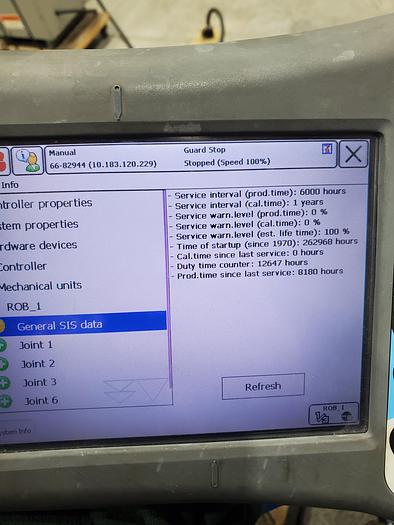 Manual
66-82944 (10.183.120.229)
Guard Stop
Stopped (Speed 100%)
Info
ntroller properties
stem properties
rdware devices
Controller
Mechanical units
ROB_1
General SIS data
Joint 1
Joint 2
Joint 3
Joint 6
- Service interval (prod.time): 6000 hours
- Service interval (cal.time): 1 years
- Service warn.level (prod.time): 0 %
- Service warn.level (cal.time): 0 %
- Service warn.level (est. life time): 100 %
- Time of startup (since 1970): 262968 hours
- Cal.time since last service: 0 hours
- Duty time counter: 12647 hours
- Prod.time since last service: 8180 hours
Refresh
ystem Info
ROB_1